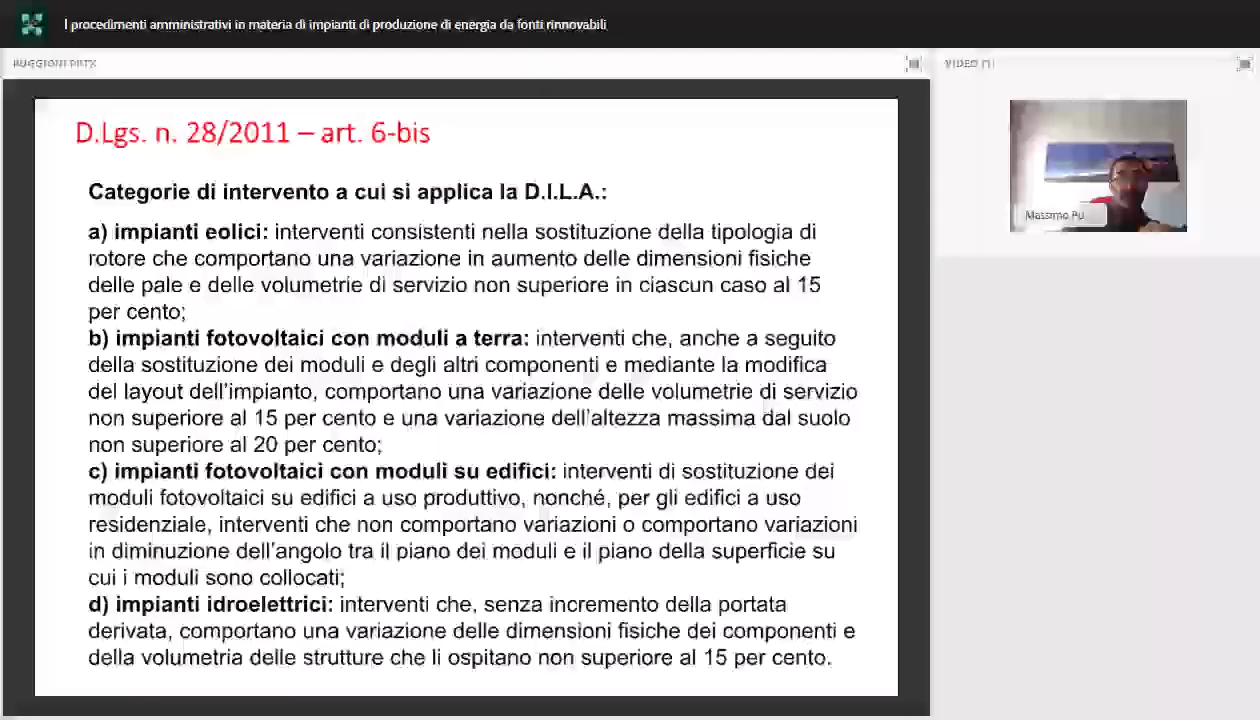 I procedimenti amministrativi in materia di impianti di produzione di energia da fonti rinnovabili
RUGGIONI PPTX
VIDEO (1)
D.Lgs. n. 28/2011 – art. 6-bis
Categorie di intervento a cui si applica la D.I.L.A.:
a) impianti eolici: interventi consistenti nella sostituzione della tipologia di
rotore che comportano una variazione in aumento delle dimensioni fisiche
delle pale e delle volumetrie di servizio non superiore in ciascun caso al 15
per cento;
b) impianti fotovoltaici con moduli a terra: interventi che, anche a seguito
della sostituzione dei moduli e degli altri componenti e mediante la modifica
del layout dell'impianto, comportano una variazione delle volumetrie di servizio
non superiore al 15 per cento e una variazione dell'altezza massima dal suolo
non superiore al 20 per cento;
c) impianti fotovoltaici con moduli su edifici: interventi di sostituzione dei
moduli fotovoltaici su edifici a uso produttivo, nonché, per gli edifici a uso
residenziale, interventi che non comportano variazioni o comportano variazioni
in diminuzione dell'angolo tra il piano dei moduli e il piano della superficie su
cui i moduli sono collocati;
d) impianti idroelettrici: interventi che, senza incremento della portata
derivata, comportano una variazione delle dimensioni fisiche dei componenti e
della volumetria delle strutture che li ospitano non superiore al 15 per cento.
Massimo Pu